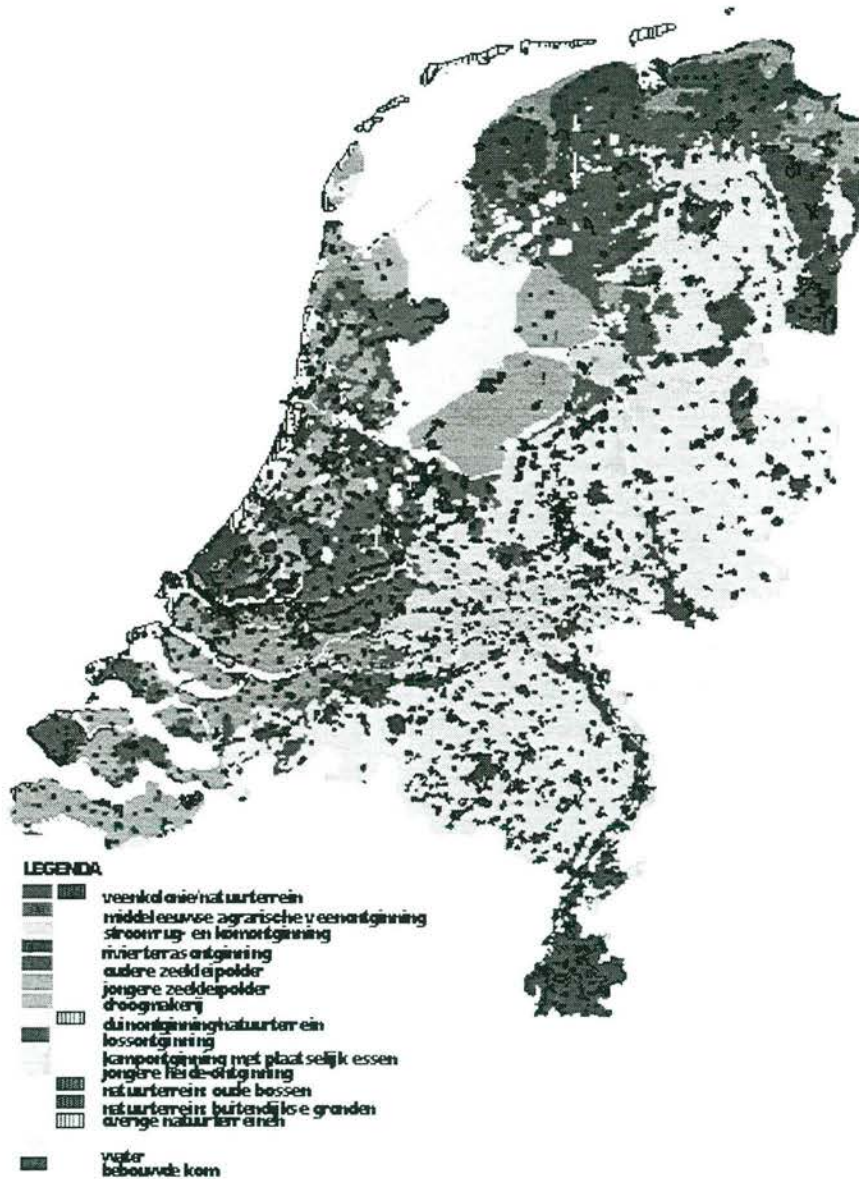 LEGENDA
veenkolonie/natuurterrein
middeleeuwse agrarische veenontginning
stroomrug- en komontginning
rivierterrasontginning
oudere zeekleipolder
jongere zeekleipolder
droogmakerij
duinontginning/natuurterrein
lossontginning
kampontginning met plaatselijk essen
jongere heide-ontginning
natuurterrein: oude bossen
natuurterrein: buitendijkse gronden
overige natuurterreinen
water
bebouwde kom